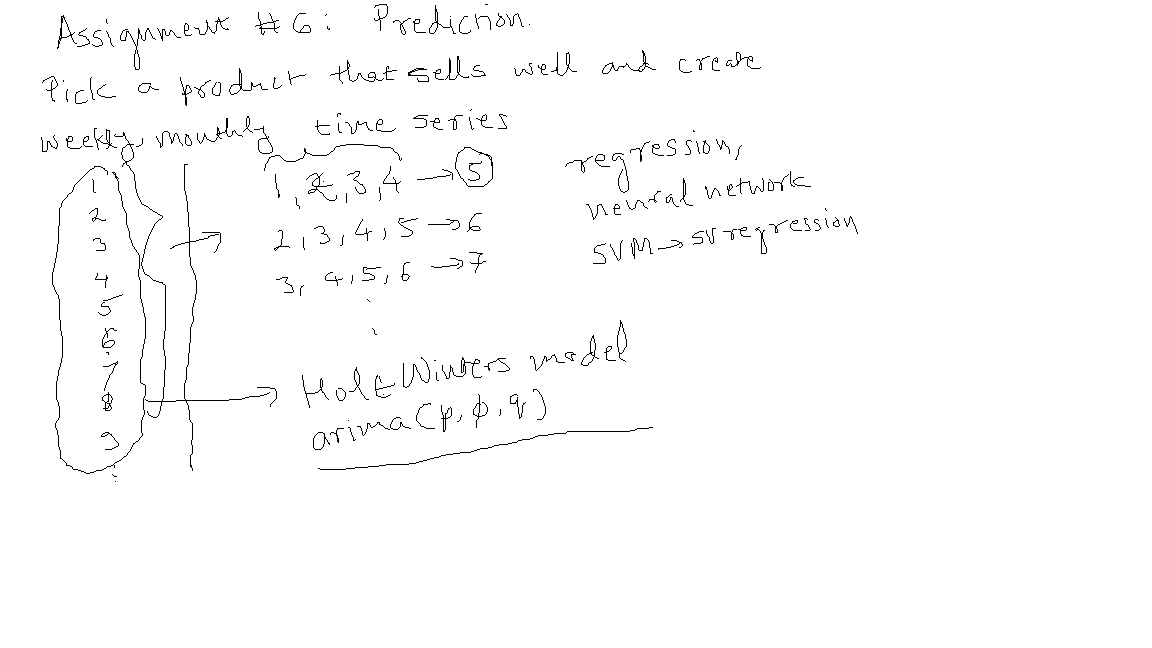 Assignment # 6: Prediction.
Pick a product that sells well and create
weekly, monthly time series
1
2
3
4
5
6
7
8
9
1, 2, 3, 4 → 5
2, 3, 4, 5 → 6
3, 4, 5, 6 → 7
regression,
neural network
SVM → SV regression
Holt Winters model
arima(p, ϕ, q)